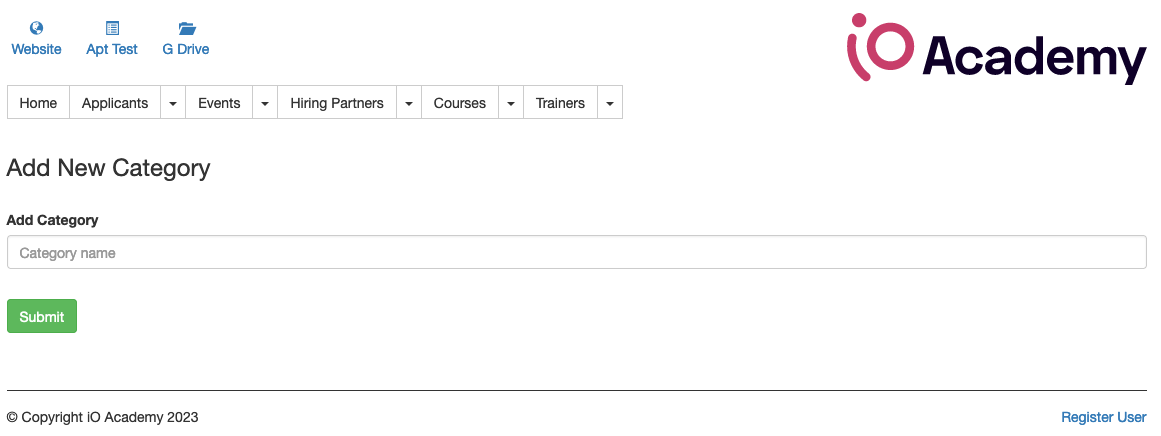 Website Apt Test G Drive
iO Academy
Home Applicants Events Hiring Partners Courses Trainers
Add New Category
Add Category
Category name
Submit
© Copyright iO Academy 2023 Register User